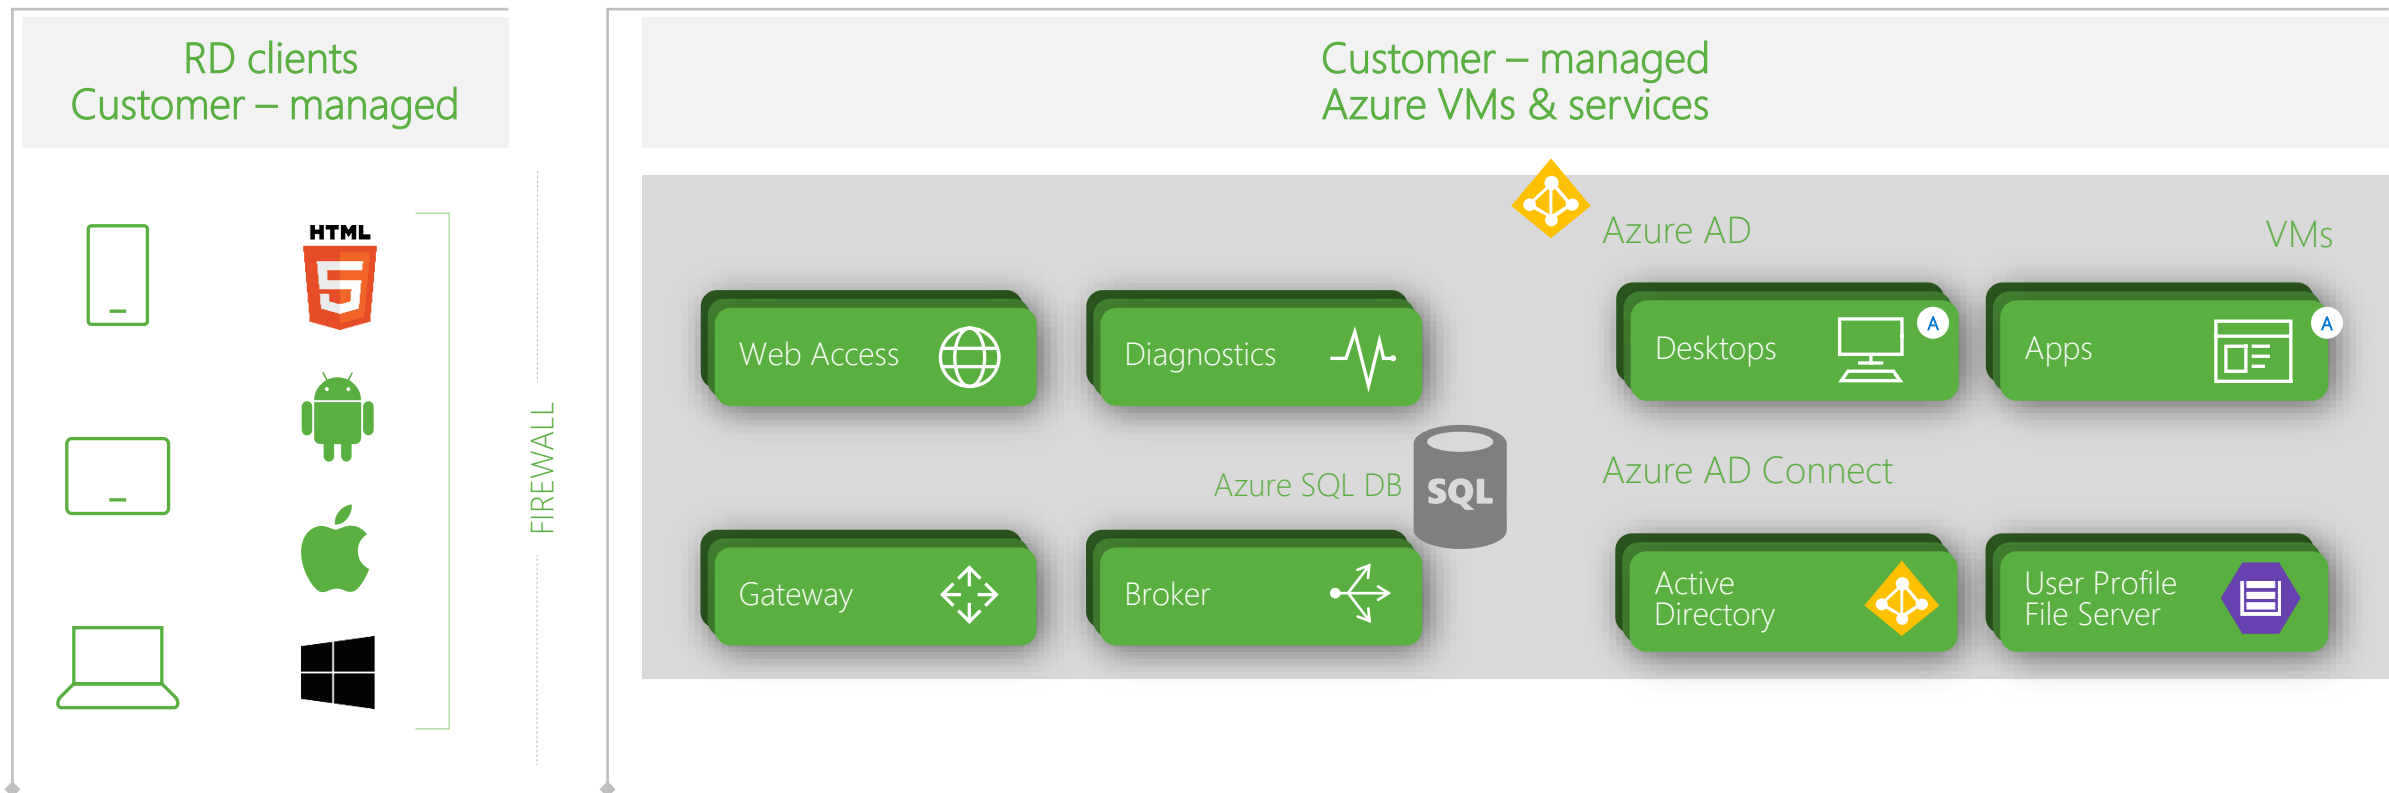 RD clients
Customer – managed
Customer – managed
Azure VMs & services
HTML
5
FIREWALL
Azure AD
VMs
Web Access
Diagnostics
Desktops
A
Apps
A
Azure SQL DB
SQL
Azure AD Connect
Gateway
Broker
Active
Directory
User Profile
File Server